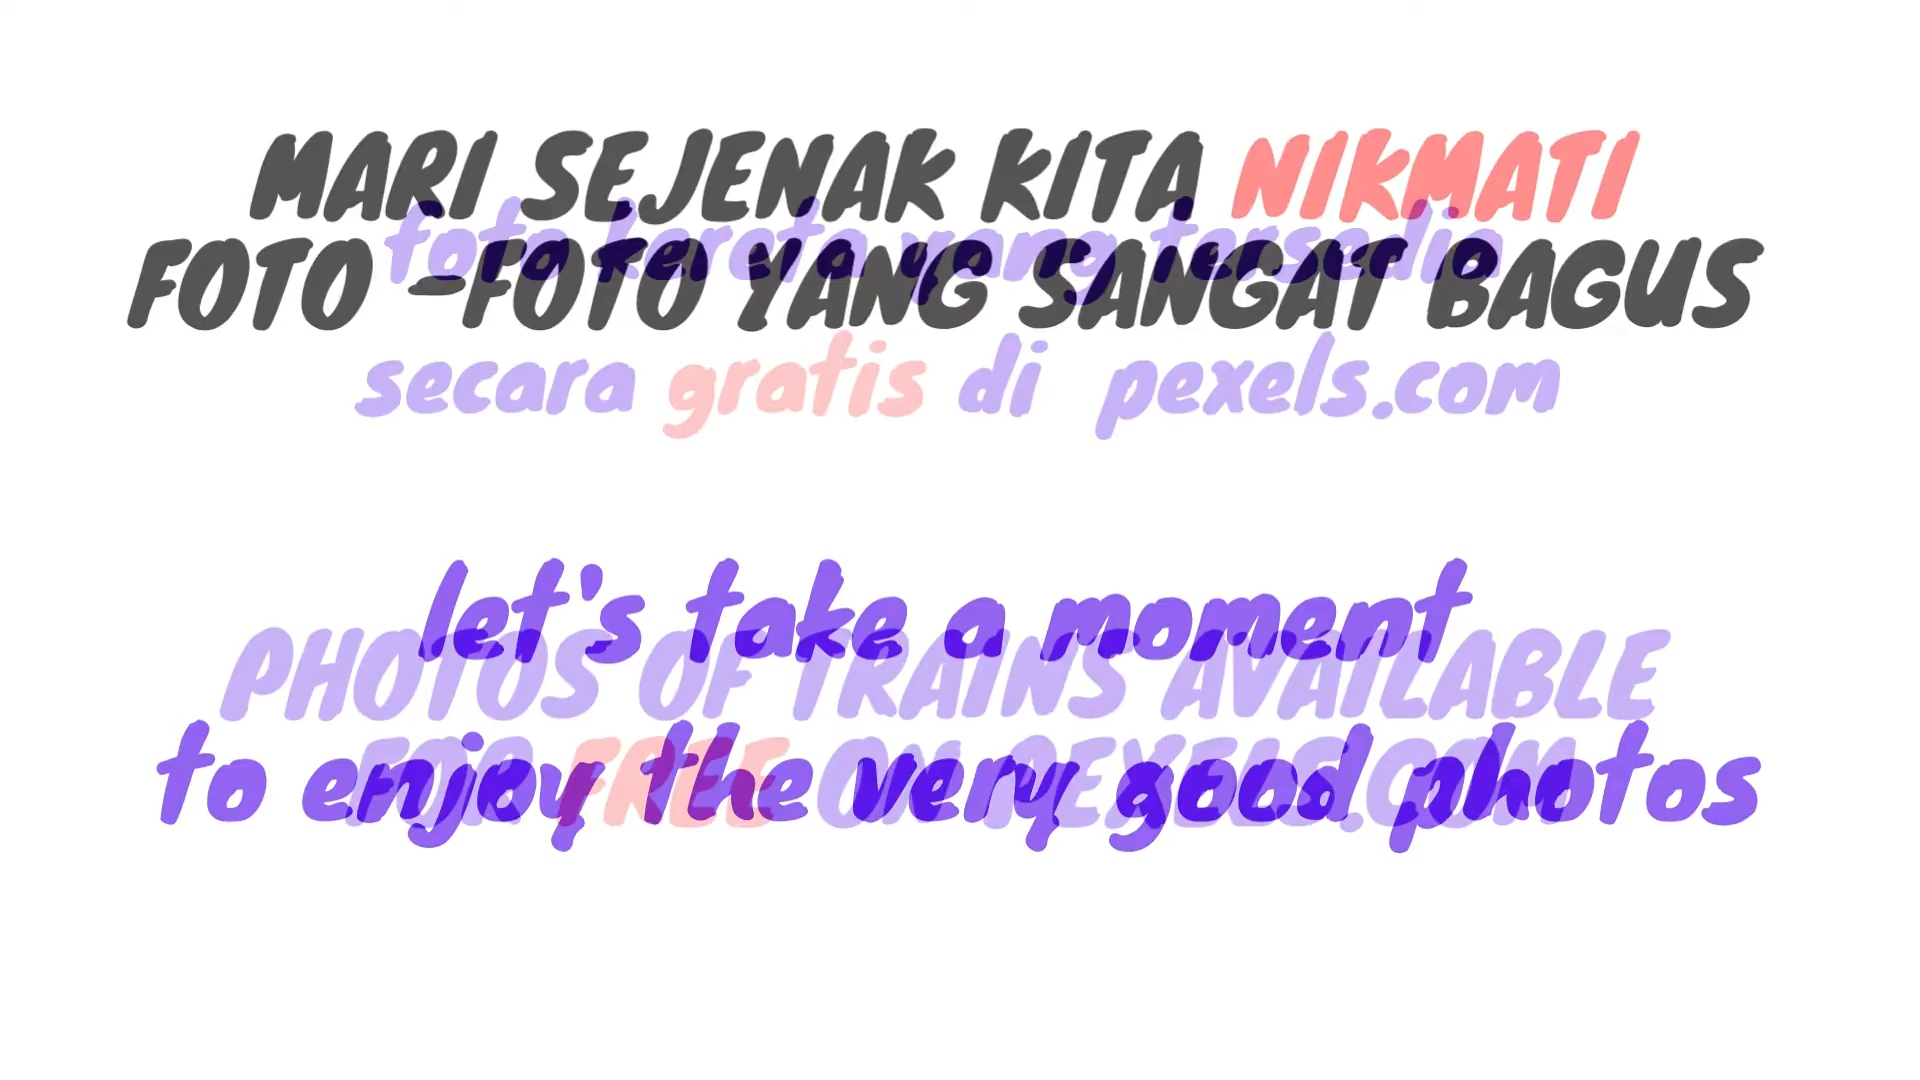 MARI SEJENAK KITA NIKMATI
foto kereta yang tersedia
FOTO -FOTO YANG SANGAT BAGUS
secara gratis di pexels.com
let's take a moment
PHOTOS OF TRAINS AVAILABLE
to enjoy the very good photos
FOR FREE ON PEXELS.COM